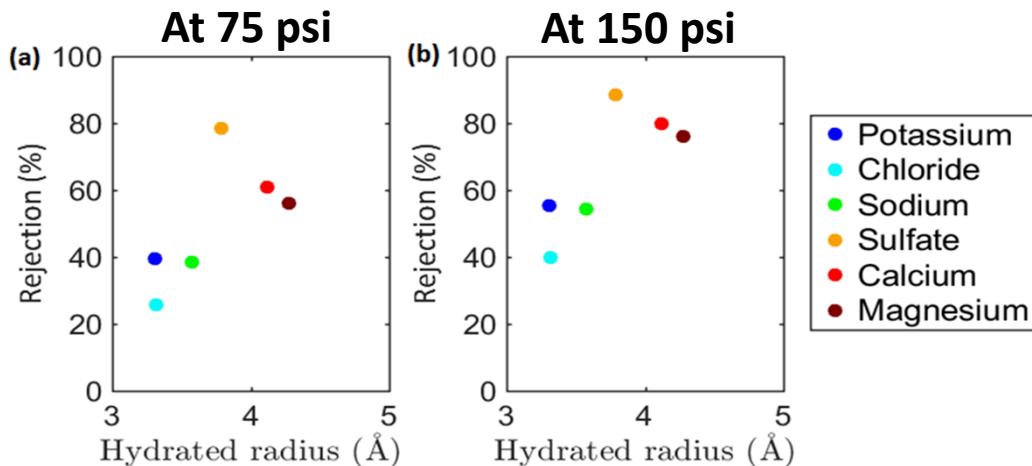 At 75 psi
(a)
100
80
60
40
20
0
Rejection (%)
3
4
5
Hydrated radius (Å)
At 150 psi
(b)
100
80
60
40
20
0
Rejection (%)
3
4
5
Hydrated radius (Å)
Potassium
Chloride
Sodium
Sulfate
Calcium
Magnesium